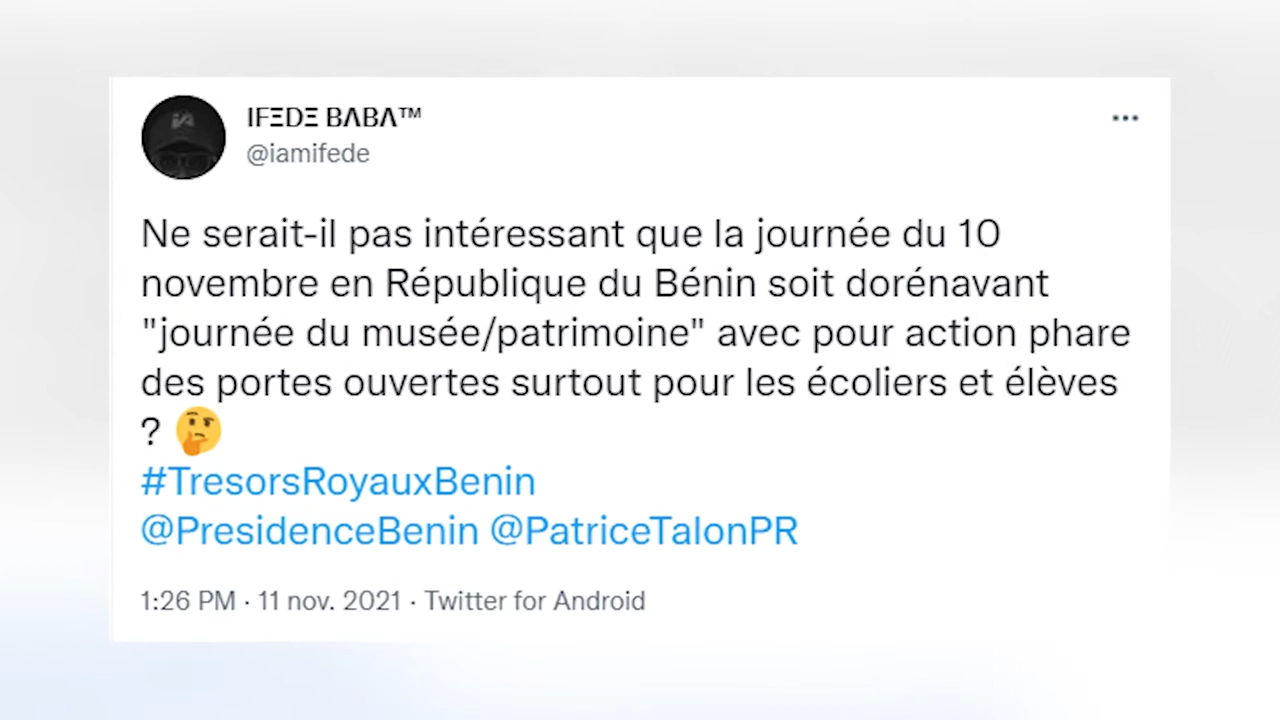 IFΞDΞ BΛBΛ™
@iamifede
Ne serait-il pas intéressant que la journée du 10
novembre en République du Bénin soit dorénavant
"journée du musée/patrimoine" avec pour action phare
des portes ouvertes surtout pour les écoliers et élèves
? 🤔
#TresorsRoyauxBenin
@PresidenceBenin @PatriceTalonPR
1:26 PM · 11 nov. 2021 · Twitter for Android